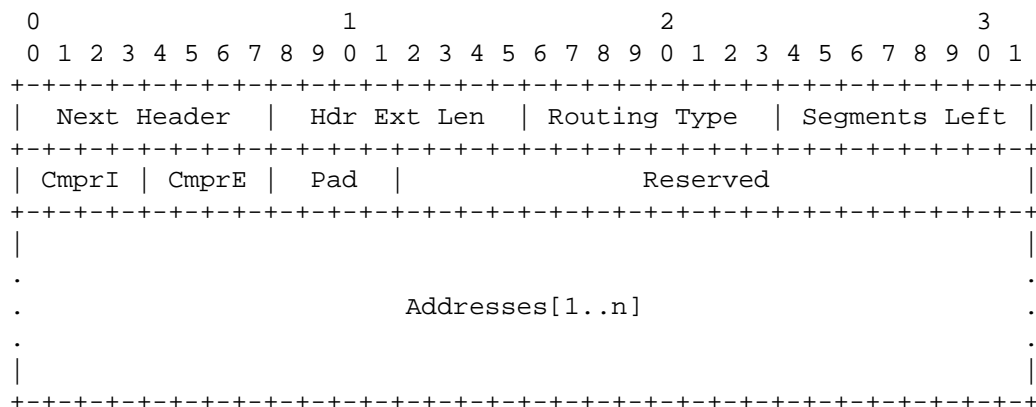 0                   1                   2                   3
 0 1 2 3 4 5 6 7 8 9 0 1 2 3 4 5 6 7 8 9 0 1 2 3 4 5 6 7 8 9 0 1
+-+-+-+-+-+-+-+-+-+-+-+-+-+-+-+-+-+-+-+-+-+-+-+-+-+-+-+-+-+-+-+-+
|  Next Header  |  Hdr Ext Len  | Routing Type  | Segments Left |
+-+-+-+-+-+-+-+-+-+-+-+-+-+-+-+-+-+-+-+-+-+-+-+-+-+-+-+-+-+-+-+-+
| CmprI | CmprE |  Pad  |               Reserved                |
+-+-+-+-+-+-+-+-+-+-+-+-+-+-+-+-+-+-+-+-+-+-+-+-+-+-+-+-+-+-+-+-+
|                                                               |
.                                                               .
.                        Addresses[1..n]                        .
.                                                               .
|                                                               |
+-+-+-+-+-+-+-+-+-+-+-+-+-+-+-+-+-+-+-+-+-+-+-+-+-+-+-+-+-+-+-+-+